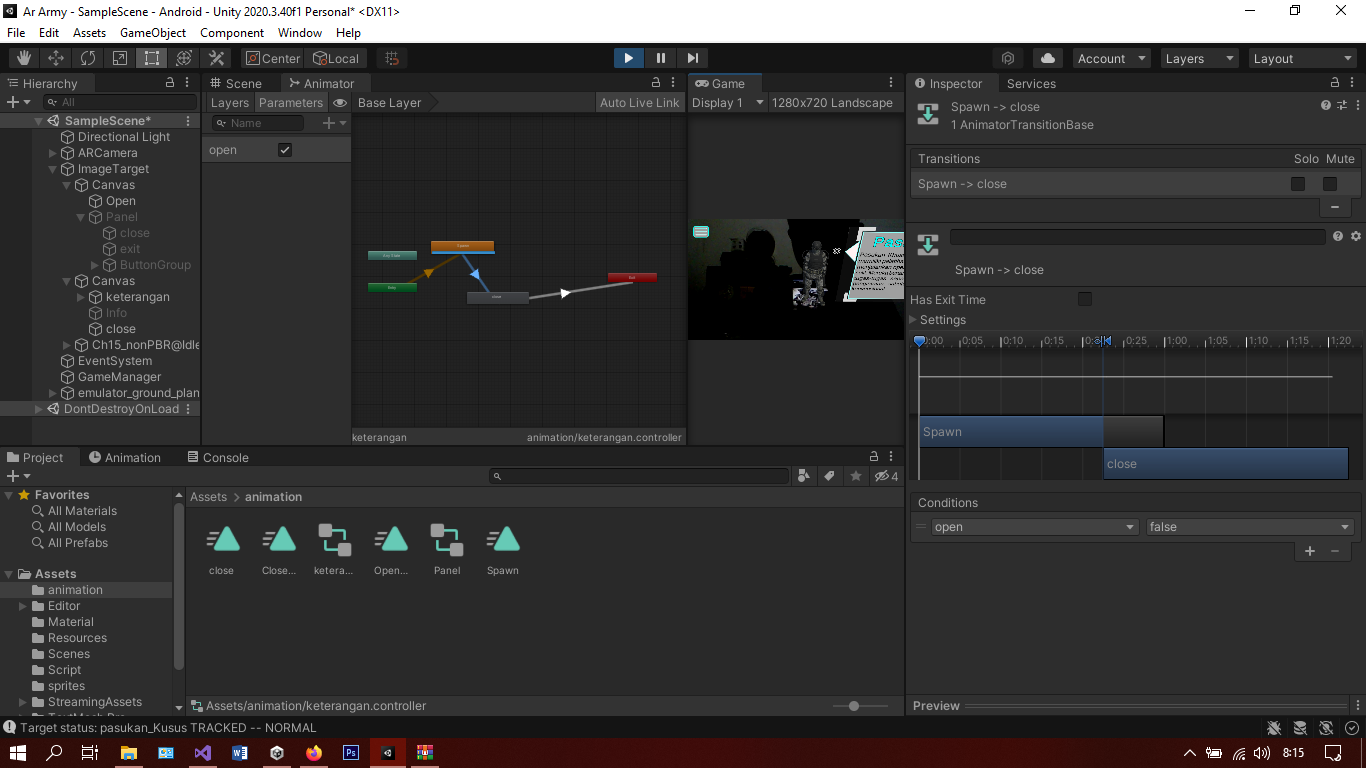 Ar Army - SampleScene - Android - Unity 2020.3.40f1 Personal* <DX11>
File Edit Assets GameObject Component Window Help
Center Local Account Layers Layout
Hierarchy
All
SampleScene*
Directional Light
ARCamera
ImageTarget
Canvas
Open
Panel
close
exit
ButtonGroup
Canvas
keterangan
Info
close
Ch15_nonPBR@Idle
EventSystem
GameManager
emulator_ground_plan
DontDestroyOnLoad
Scene Animator
Layers Parameters Base Layer Auto Live Link
Name
open
Any State
Spawn
Entry
close
Exit
keterangan animation/keterangan.controller
Game
Display 1 1280x720 Landscape
Pas
Inspector Services
Spawn -> close
1 AnimatorTransitionBase
Transitions Solo Mute
Spawn -> close
Spawn -> close
Has Exit Time
Settings
0:00 0:05 0:10 0:15 0:25 1:00 1:05 1:10 1:15 1:20
Spawn
close
Conditions
open false
Preview
Project Animation Console
4
Favorites
All Materials
All Models
All Prefabs
Assets
animation
Editor
Material
Resources
Scenes
Script
sprites
StreamingAssets
Assets > animation
close Close... ketera... Open... Panel Spawn
Assets/animation/keterangan.controller
Target status: pasukan_Kusus TRACKED -- NORMAL
8:15